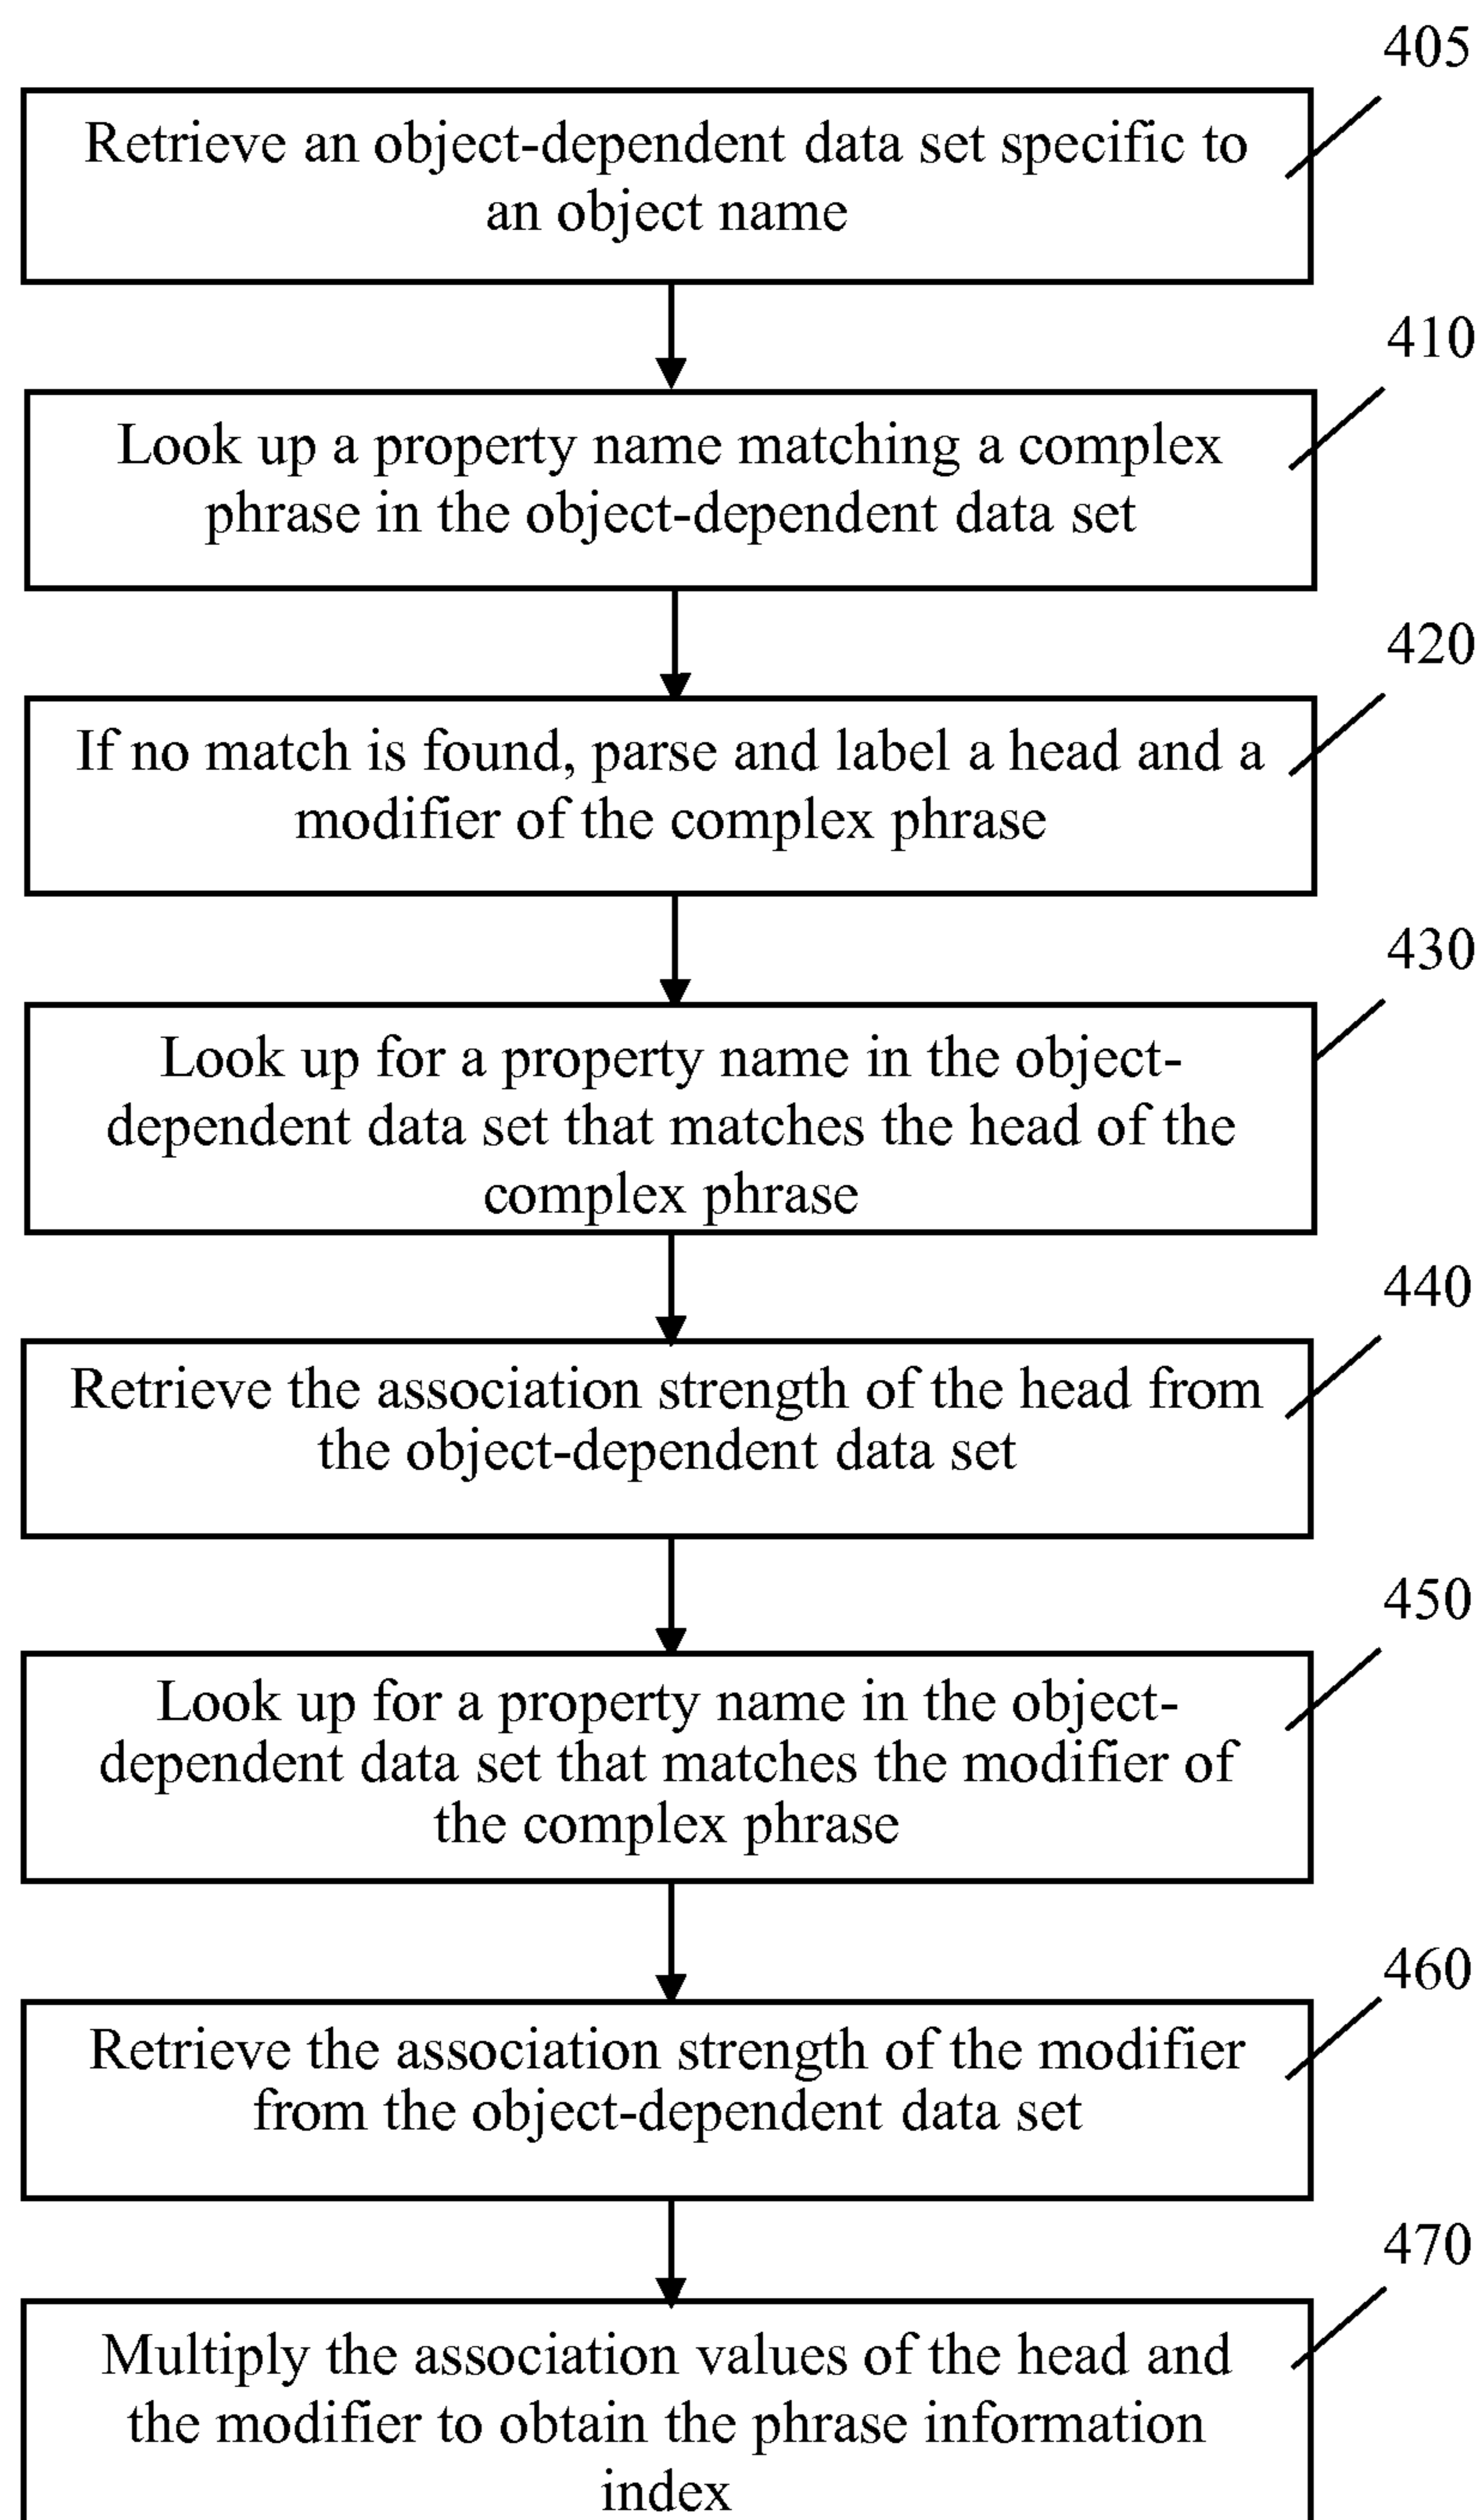 405
Retrieve an object-dependent data set specific to
an object name
410
Look up a property name matching a complex
phrase in the object-dependent data set
420
If no match is found, parse and label a head and a
modifier of the complex phrase
430
Look up for a property name in the object-
dependent data set that matches the head of the
complex phrase
440
Retrieve the association strength of the head from
the object-dependent data set
450
Look up for a property name in the object-
dependent data set that matches the modifier of
the complex phrase
460
Retrieve the association strength of the modifier
from the object-dependent data set
470
Multiply the association values of the head and
the modifier to obtain the phrase information
index